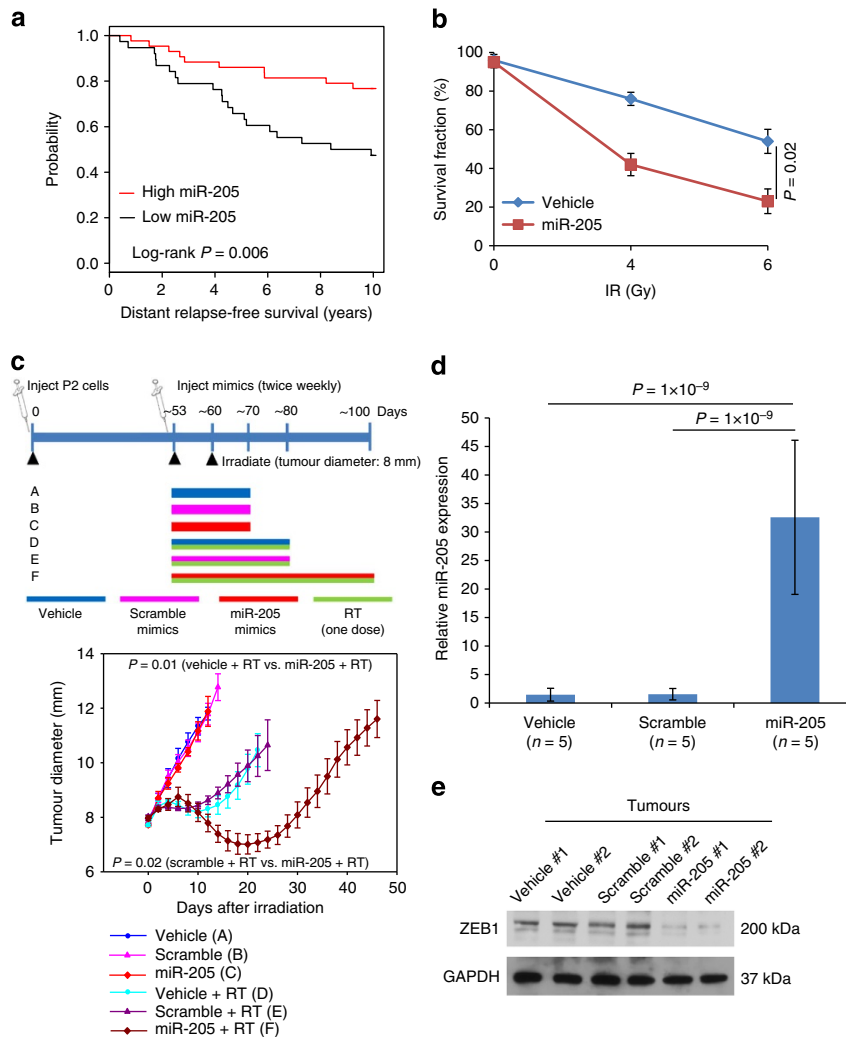 a
1.0
0.8
0.6
0.4
0.2
0.0
Probability
High miR-205
Low miR-205
Log-rank P = 0.006
0 2 4 6 8 10
Distant relapse-free survival (years)
b
100
80
60
40
20
0
Survival fraction (%)
Vehicle
miR-205
P = 0.02
0 4 6
IR (Gy)
c
Inject P2 cells
Inject mimics (twice weekly)
0 ~53 ~60 ~70 ~80 ~100 Days
Irradiate (tumour diameter: 8 mm)
A
B
C
D
E
F
Vehicle
Scramble mimics
miR-205 mimics
RT (one dose)
P = 0.01 (vehicle + RT vs. miR-205 + RT)
14
12
10
8
6
Tumour diameter (mm)
P = 0.02 (scramble + RT vs. miR-205 + RT)
0 10 20 30 40 50
Days after irradiation
Vehicle (A)
Scramble (B)
miR-205 (C)
Vehicle + RT (D)
Scramble + RT (E)
miR-205 + RT (F)
d
P = 1×10⁻⁹
P = 1×10⁻⁹
50
45
40
35
30
25
20
15
10
5
0
Relative miR-205 expression
Vehicle (n = 5)
Scramble (n = 5)
miR-205 (n = 5)
e
Tumours
Vehicle #1
Vehicle #2
Scramble #1
Scramble #2
miR-205 #1
miR-205 #2
ZEB1 200 kDa
GAPDH 37 kDa